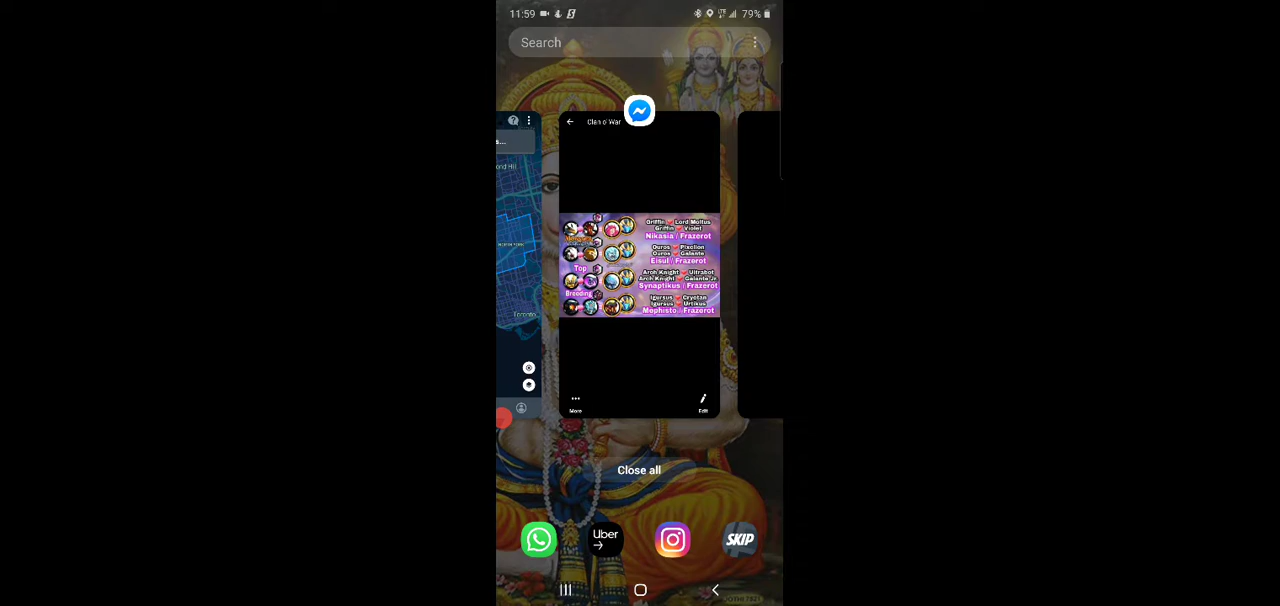 11:59
79%
Search
Clan o' War
ond Hill
Toronto
Griffin Lord Moltus
Griffin Violet
Nikasia / Frazerot
Ouros Pixelion
Ouros Galante
Eisul / Frazerot
Top
Arch Knight Ultrabot
Arch Knight Galante Jr
Synaptikus / Frazerot
Breeding
Igursus Cryotan
Igursus Urtikus
Mephisto / Frazerot
More
Edit
Close all
Uber
SKIP